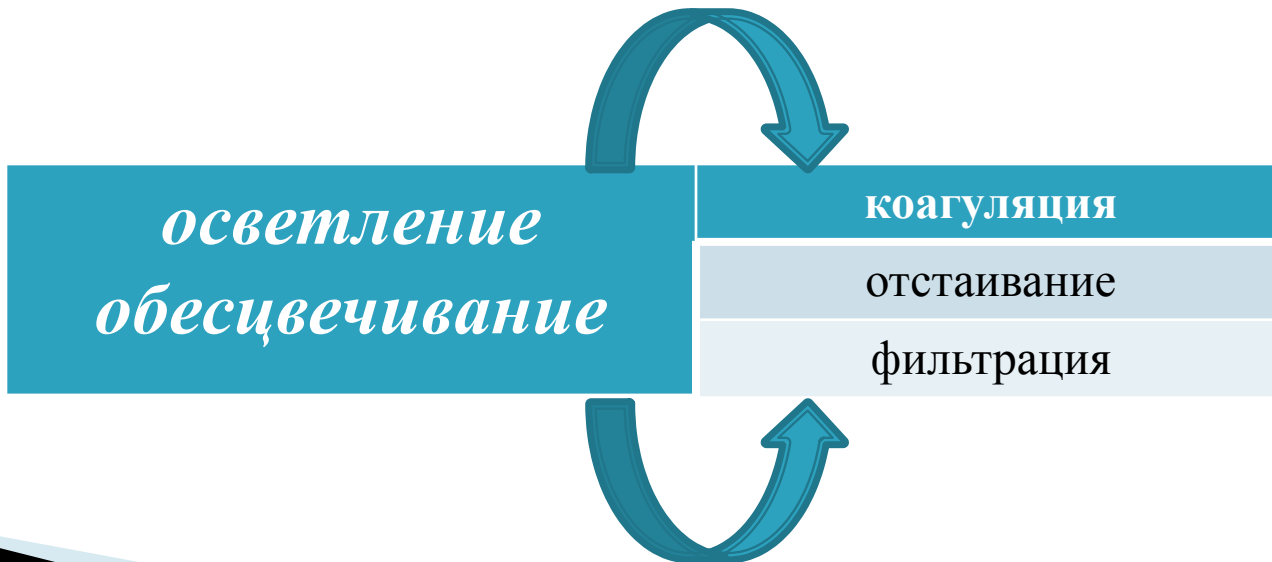 осветление
обесцвечивание
коагуляция
отстаивание
фильтрация